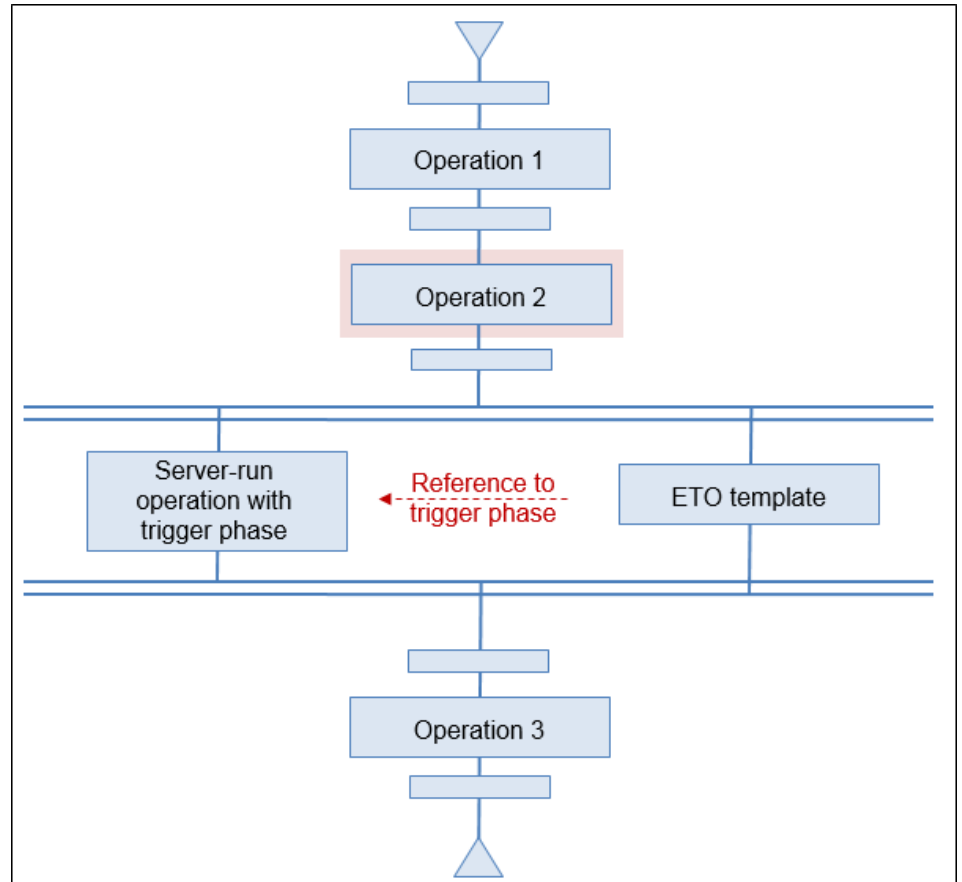 Operation 1
Operation 2
Server-run
operation with
trigger phase
Reference to
trigger phase
ETO template
Operation 3